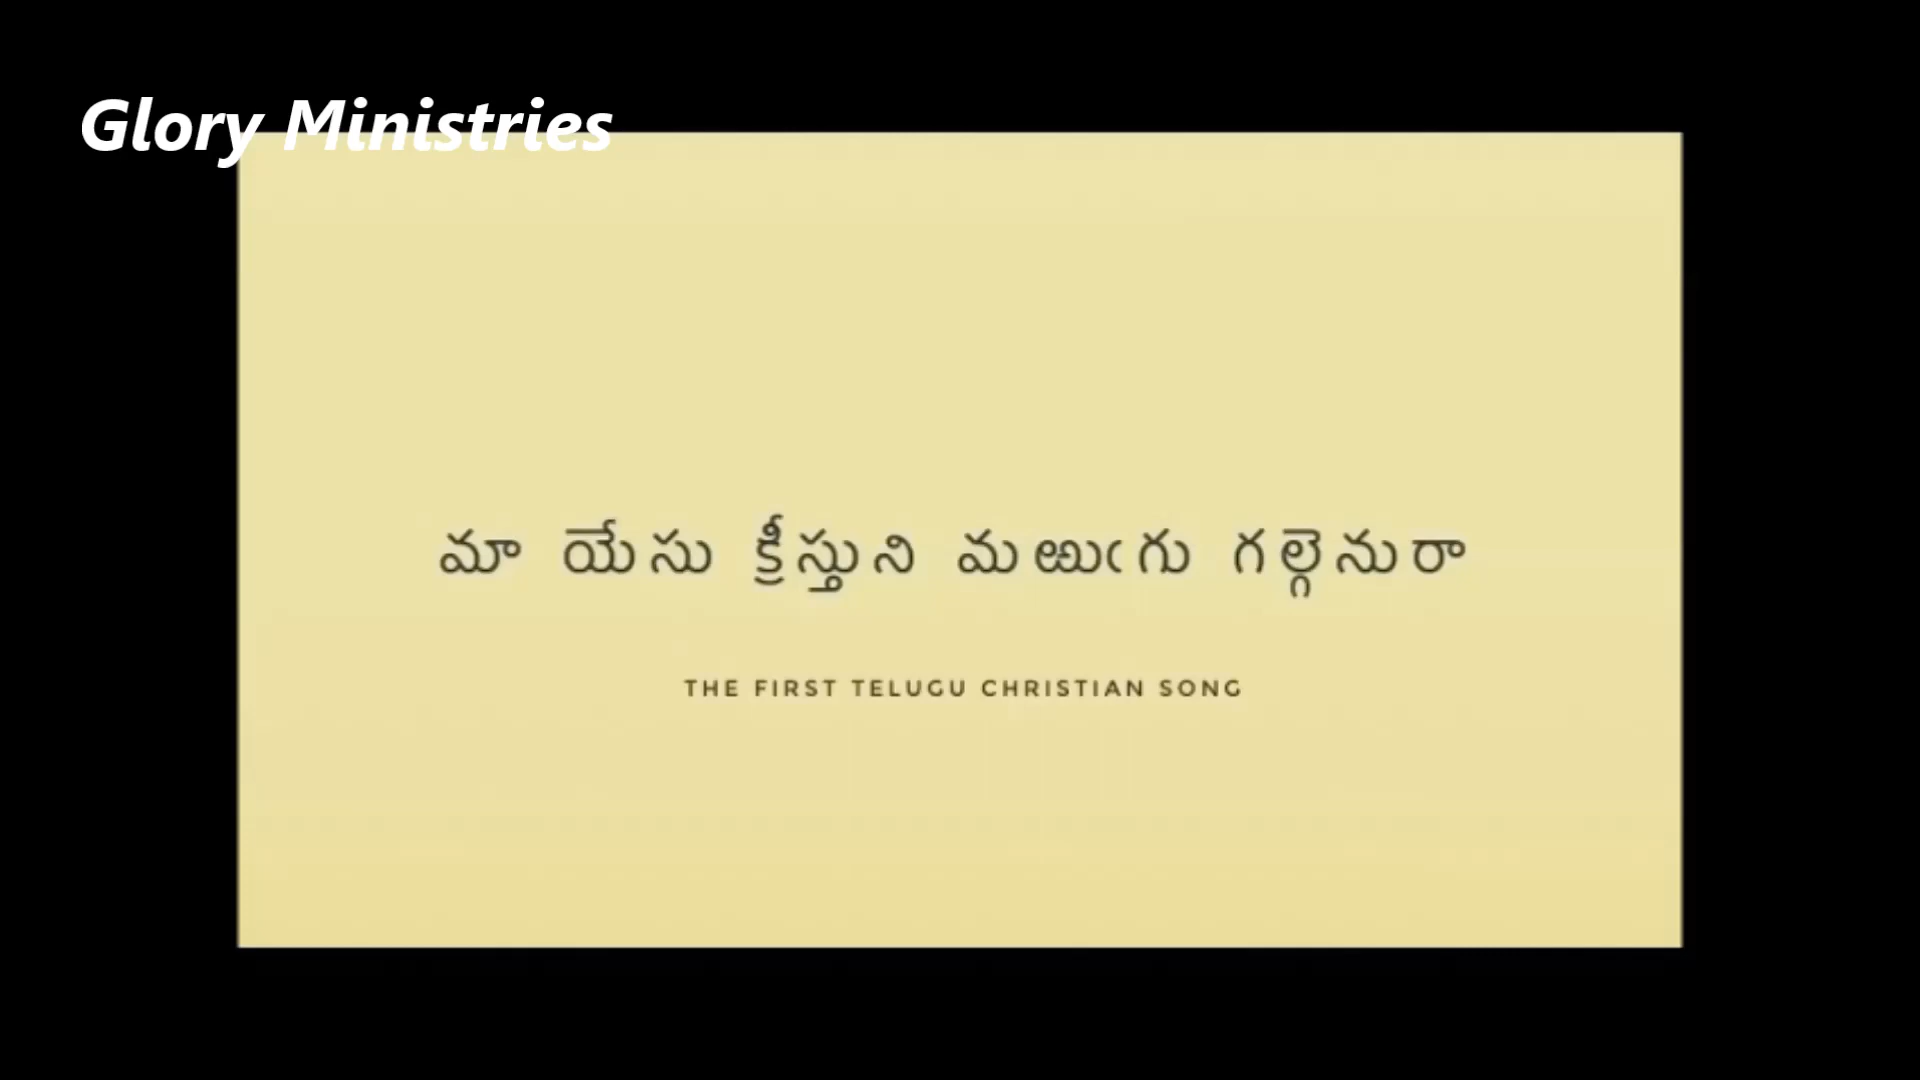 Glory Ministries
మా యేసు క్రీస్తుని మఱుఁగు గల్గెనురా
THE FIRST TELUGU CHRISTIAN SONG